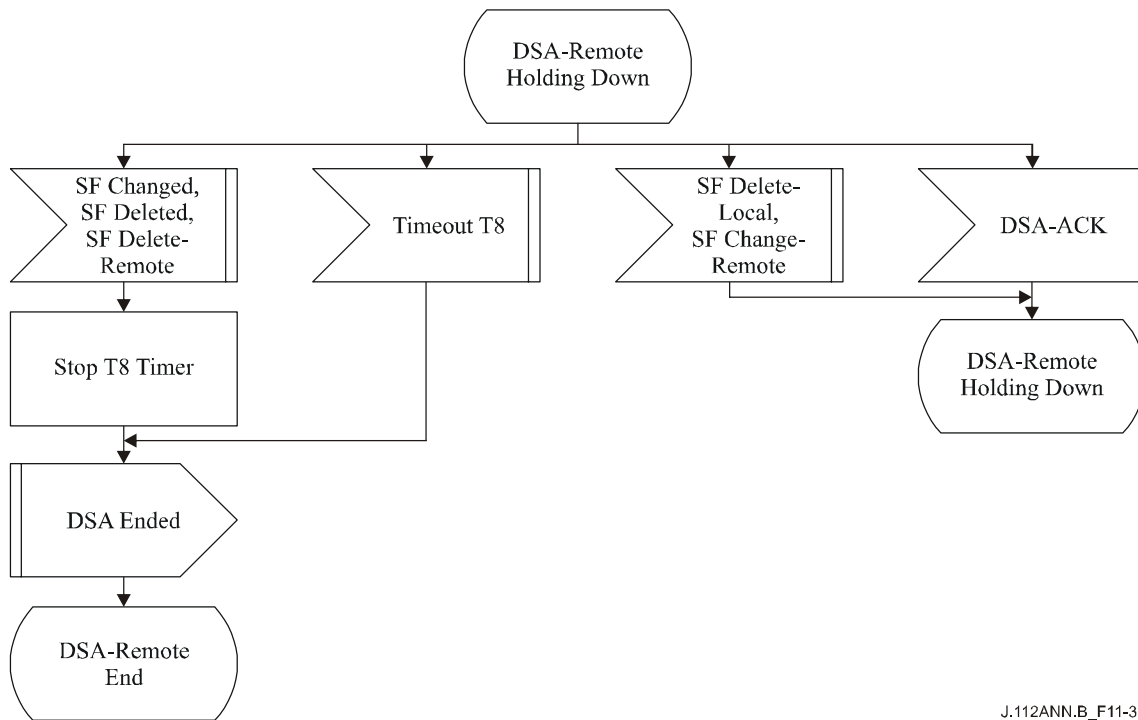 DSA-Remote
Holding Down
SF Changed,
SF Deleted,
SF Delete-
Remote
Timeout T8
SF Delete-
Local,
SF Change-
Remote
DSA-ACK
Stop T8 Timer
DSA-Remote
Holding Down
DSA Ended
DSA-Remote
End
J.112ANN.B_F11-3